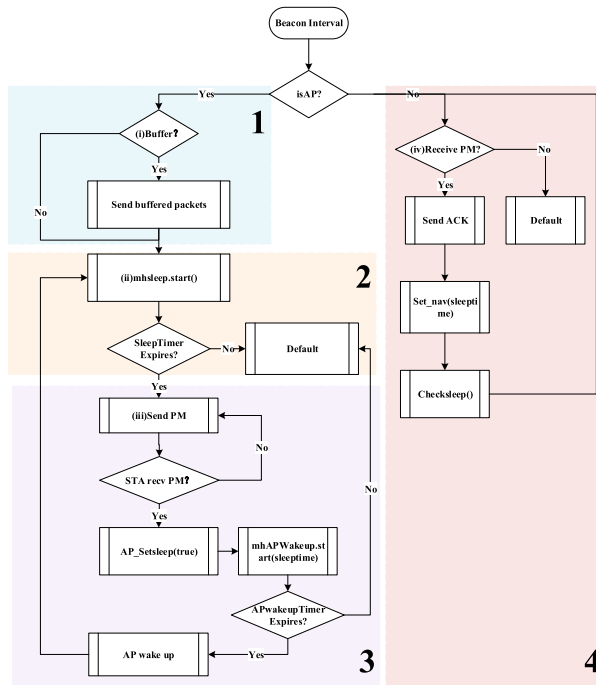 Beacon Interval
isAP?
Yes
No
1
(i)Buffer?
Yes
No
Send buffered packets
(iv)Receive PM?
No
Yes
Send ACK
Default
2
(ii)mhsleep.start()
Set_nav(sleepti
me)
SleepTimer
Expires?
No
Default
Yes
Checksleep()
(iii)Send PM
No
STA recv PM?
No
Yes
AP_Setsleep(true)
mhAPWakeup.st
art(sleeptime)
APwakeupTimer
Expires?
Yes
AP wake up
3
4